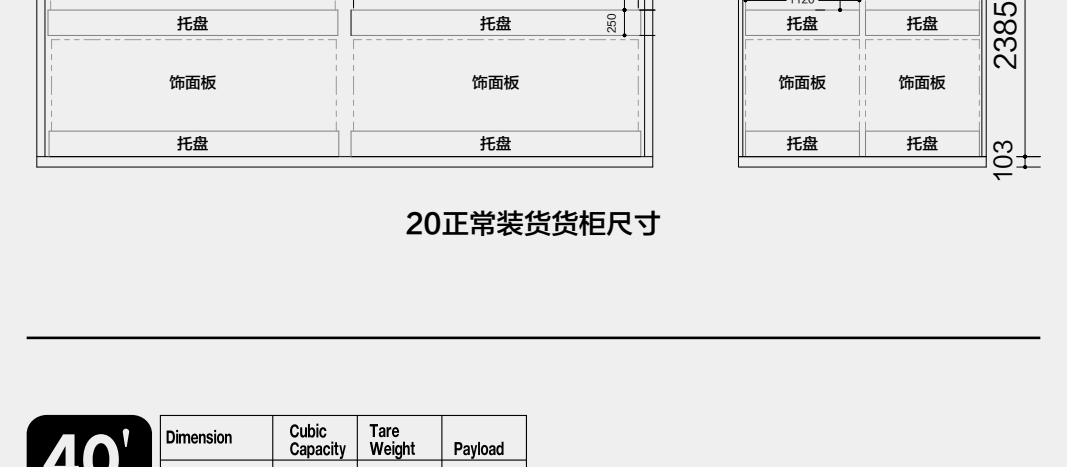 托盘 托盘 250 托盘 托盘
饰面板 饰面板 饰面板 饰面板
2385
托盘 托盘 托盘 托盘
103
20正常装货货柜尺寸
40' Dimension Cubic Capacity Tare Weight Payload